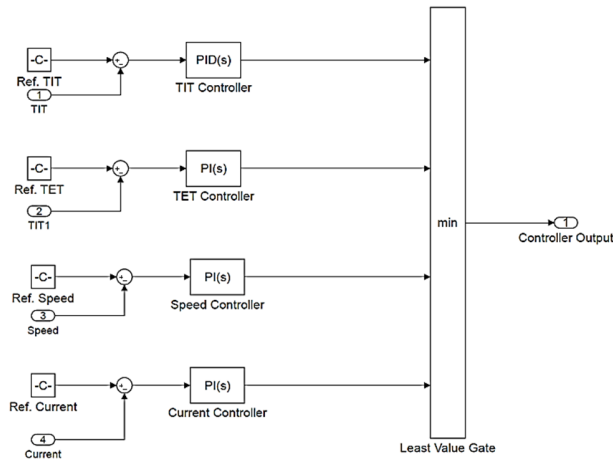 -C-
PID(s)
Ref. TIT
TIT Controller
1
TIT
-C-
PI(s)
Ref. TET
TET Controller
2
TIT1
min
1
Controller Output
-C-
PI(s)
Ref. Speed
Speed Controller
3
Speed
-C-
PI(s)
Ref. Current
Current Controller
4
Current
Least Value Gate